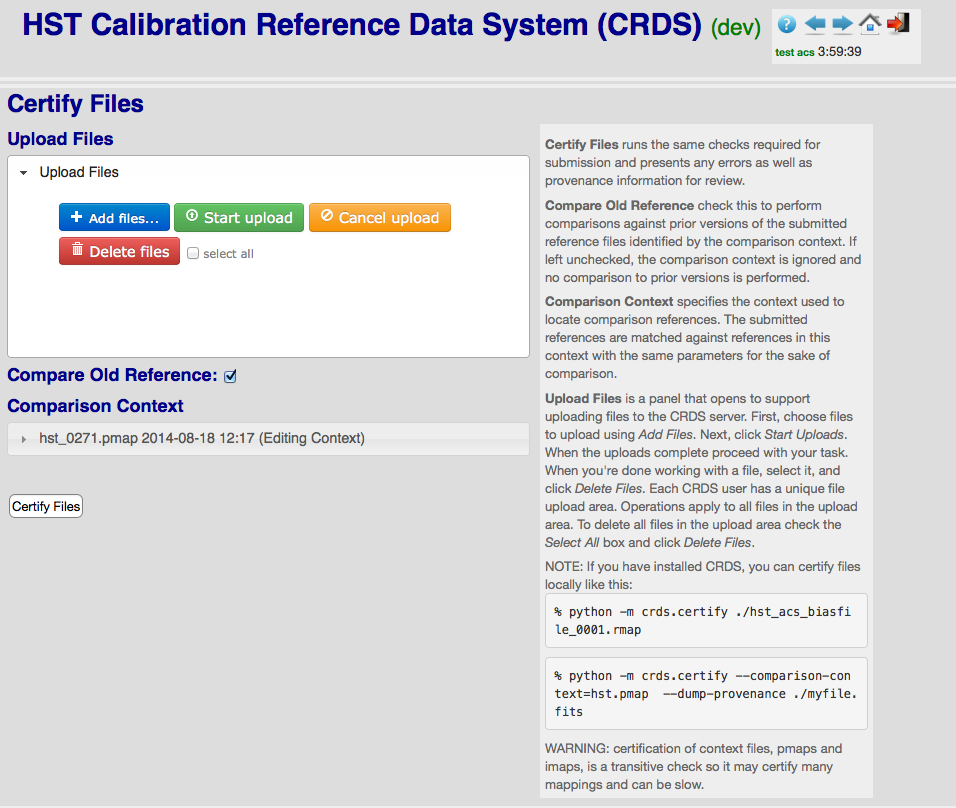 HST Calibration Reference Data System (CRDS) (dev)
test acs 3:59:39
Certify Files
Upload Files
Upload Files
Add files...
Start upload
Cancel upload
Delete files
select all
Compare Old Reference:
Comparison Context
hst_0271.pmap 2014-08-18 12:17 (Editing Context)
Certify Files
Certify Files runs the same checks required for
submission and presents any errors as well as
provenance information for review.
Compare Old Reference check this to perform
comparisons against prior versions of the submitted
reference files identified by the comparison context. If
left unchecked, the comparison context is ignored and
no comparison to prior versions is performed.
Comparison Context specifies the context used to
locate comparison references. The submitted
references are matched against references in this
context with the same parameters for the sake of
comparison.
Upload Files is a panel that opens to support
uploading files to the CRDS server. First, choose files
to upload using Add Files. Next, click Start Uploads.
When the uploads complete proceed with your task.
When you're done working with a file, select it, and
click Delete Files. Each CRDS user has a unique file
upload area. Operations apply to all files in the upload
area. To delete all files in the upload area check the
Select All box and click Delete Files.
NOTE: If you have installed CRDS, you can certify files
locally like this:
% python -m crds.certify ./hst_acs_biasfi
le_0001.rmap
% python -m crds.certify --comparison-con
text=hst.pmap --dump-provenance ./myfile.
fits
WARNING: certification of context files, pmaps and
imaps, is a transitive check so it may certify many
mappings and can be slow.